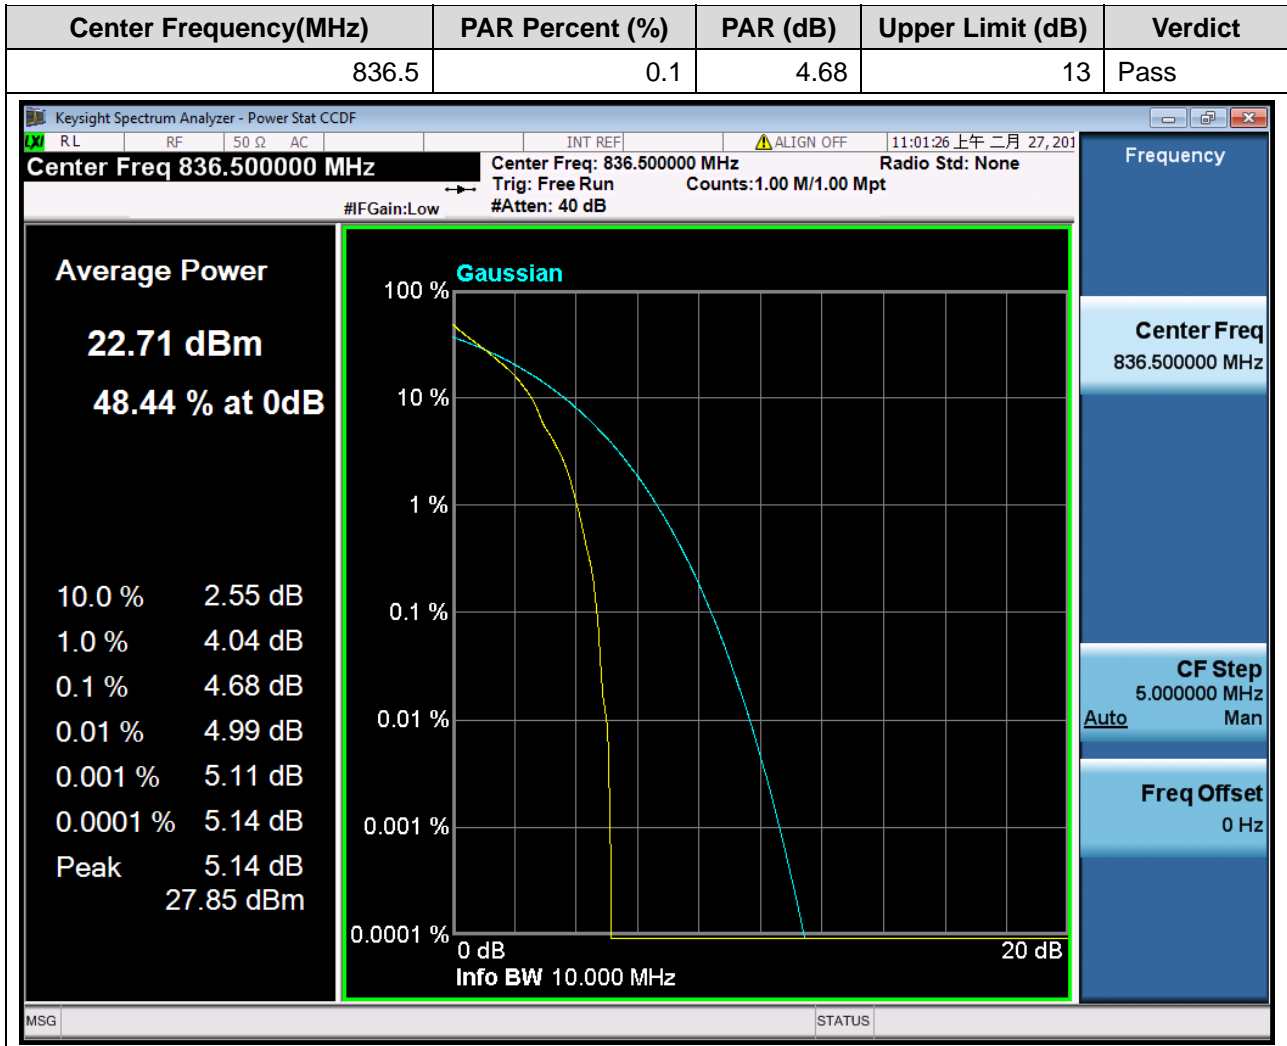 Center Frequency(MHz) PAR Percent (%) PAR (dB) Upper Limit (dB) Verdict
836.5 0.1 4.68 13 Pass
Keysight Spectrum Analyzer - Power Stat CCDF
LXI RL RF 50 Ω AC INT REF ALIGN OFF 11:01:26 上午 二月 27, 201
Center Freq 836.500000 MHz
Center Freq: 836.500000 MHz Radio Std: None
Trig: Free Run Counts:1.00 M/1.00 Mpt
#IFGain:Low #Atten: 40 dB
Average Power
22.71 dBm
48.44 % at 0dB
10.0 % 2.55 dB
1.0 % 4.04 dB
0.1 % 4.68 dB
0.01 % 4.99 dB
0.001 % 5.11 dB
0.0001 % 5.14 dB
Peak 5.14 dB
27.85 dBm
Gaussian
100 %
10 %
1 %
0.1 %
0.01 %
0.001 %
0.0001 %
0 dB 20 dB
Info BW 10.000 MHz
Frequency
Center Freq
836.500000 MHz
CF Step
5.000000 MHz
Auto Man
Freq Offset
0 Hz
MSG STATUS